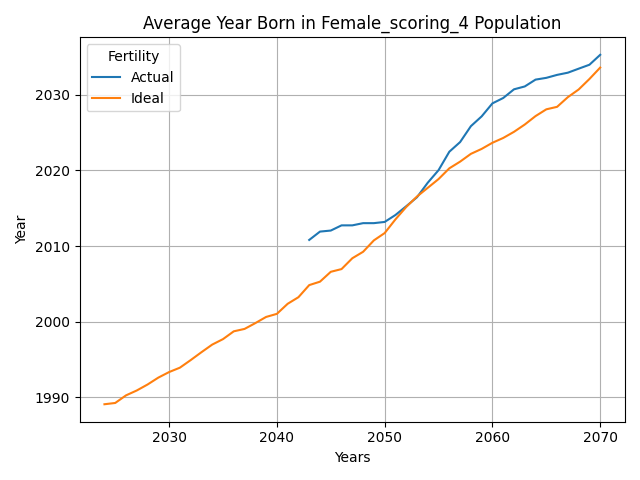 Average Year Born in Female_scoring_4 Population
Fertility
Actual
Ideal
Year
2030
2020
2010
2000
1990
2030 2040 2050 2060 2070
Years